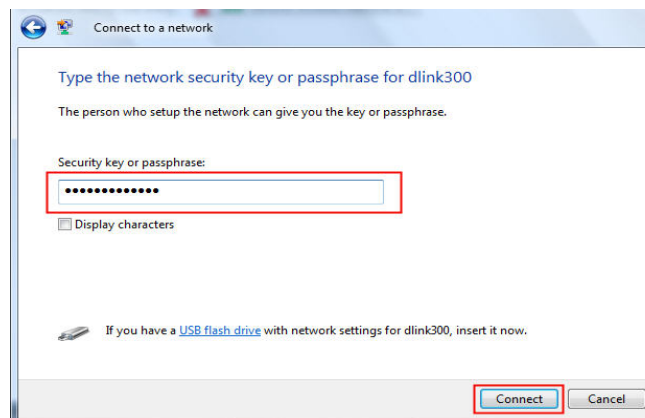 Connect to a network
Type the network security key or passphrase for dlink300
The person who setup the network can give you the key or passphrase.
Security key or passphrase:
•••••••••••••
Display characters
If you have a USB flash drive with network settings for dlink300, insert it now.
Connect Cancel